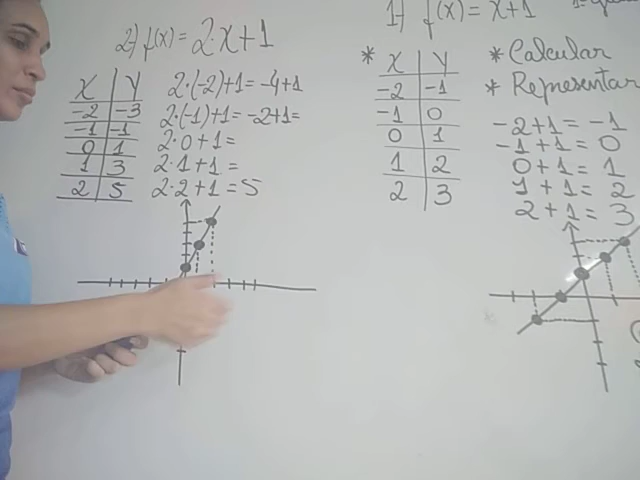 2) f(x) = 2x+1
X Y
-2 -3
-1 -1
0 1
1 3
2 5
2·(-2)+1 = -4+1
2·(-1)+1 = -2+1=
2·0+1=
2·1+1=
2·2+1=5
1-) f(x) = x+1
* X Y
-2 -1
-1 0
0 1
1 2
2 3
* Calcular
* Representar
-2+1 = -1
-1+1 = 0
0+1 = 1
1+1 = 2
2+1 = 3